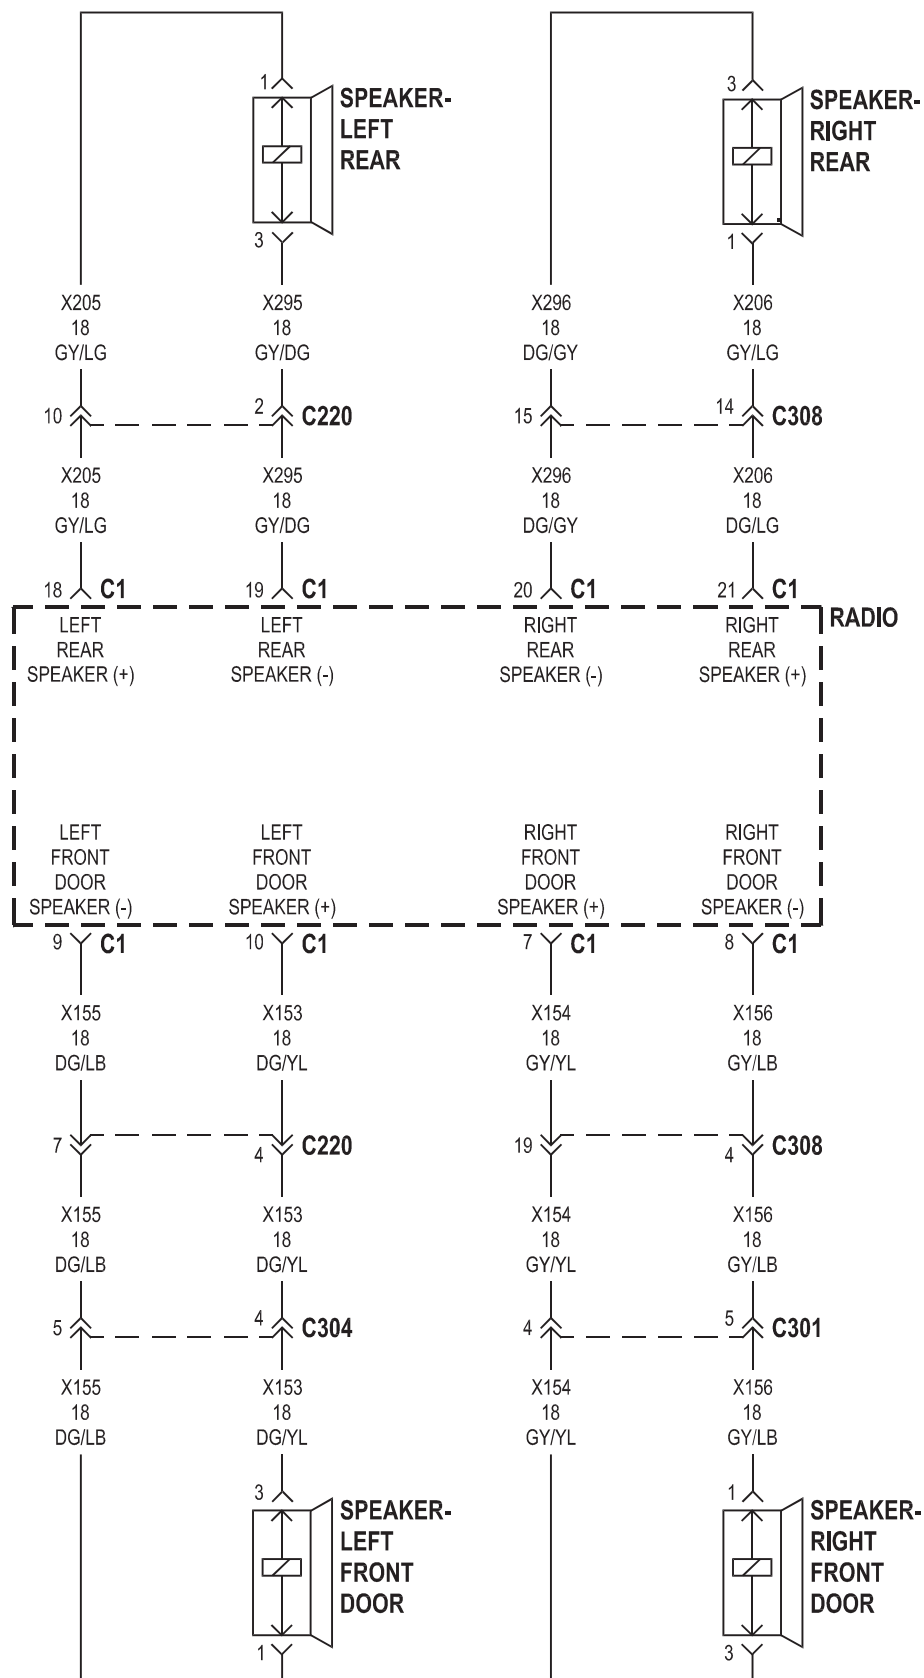 1
SPEAKER-
LEFT
REAR
3
3
SPEAKER-
RIGHT
REAR
1
X205
18
GY/LG
X295
18
GY/DG
X296
18
DG/GY
X206
18
GY/LG
10
2
C220
15
14
C308
X205
18
GY/LG
X295
18
GY/DG
X296
18
DG/GY
X206
18
DG/LG
18
C1
19
C1
20
C1
21
C1
RADIO
LEFT
REAR
SPEAKER (+)
LEFT
REAR
SPEAKER (-)
RIGHT
REAR
SPEAKER (-)
RIGHT
REAR
SPEAKER (+)
LEFT
FRONT
DOOR
SPEAKER (-)
LEFT
FRONT
DOOR
SPEAKER (+)
RIGHT
FRONT
DOOR
SPEAKER (+)
RIGHT
FRONT
DOOR
SPEAKER (-)
9
C1
10
C1
7
C1
8
C1
X155
18
DG/LB
X153
18
DG/YL
X154
18
GY/YL
X156
18
GY/LB
7
4
C220
19
4
C308
X155
18
DG/LB
X153
18
DG/YL
X154
18
GY/YL
X156
18
GY/LB
5
4
C304
4
5
C301
X155
18
DG/LB
X153
18
DG/YL
X154
18
GY/YL
X156
18
GY/LB
3
SPEAKER-
LEFT
FRONT
DOOR
1
1
SPEAKER-
RIGHT
FRONT
DOOR
3